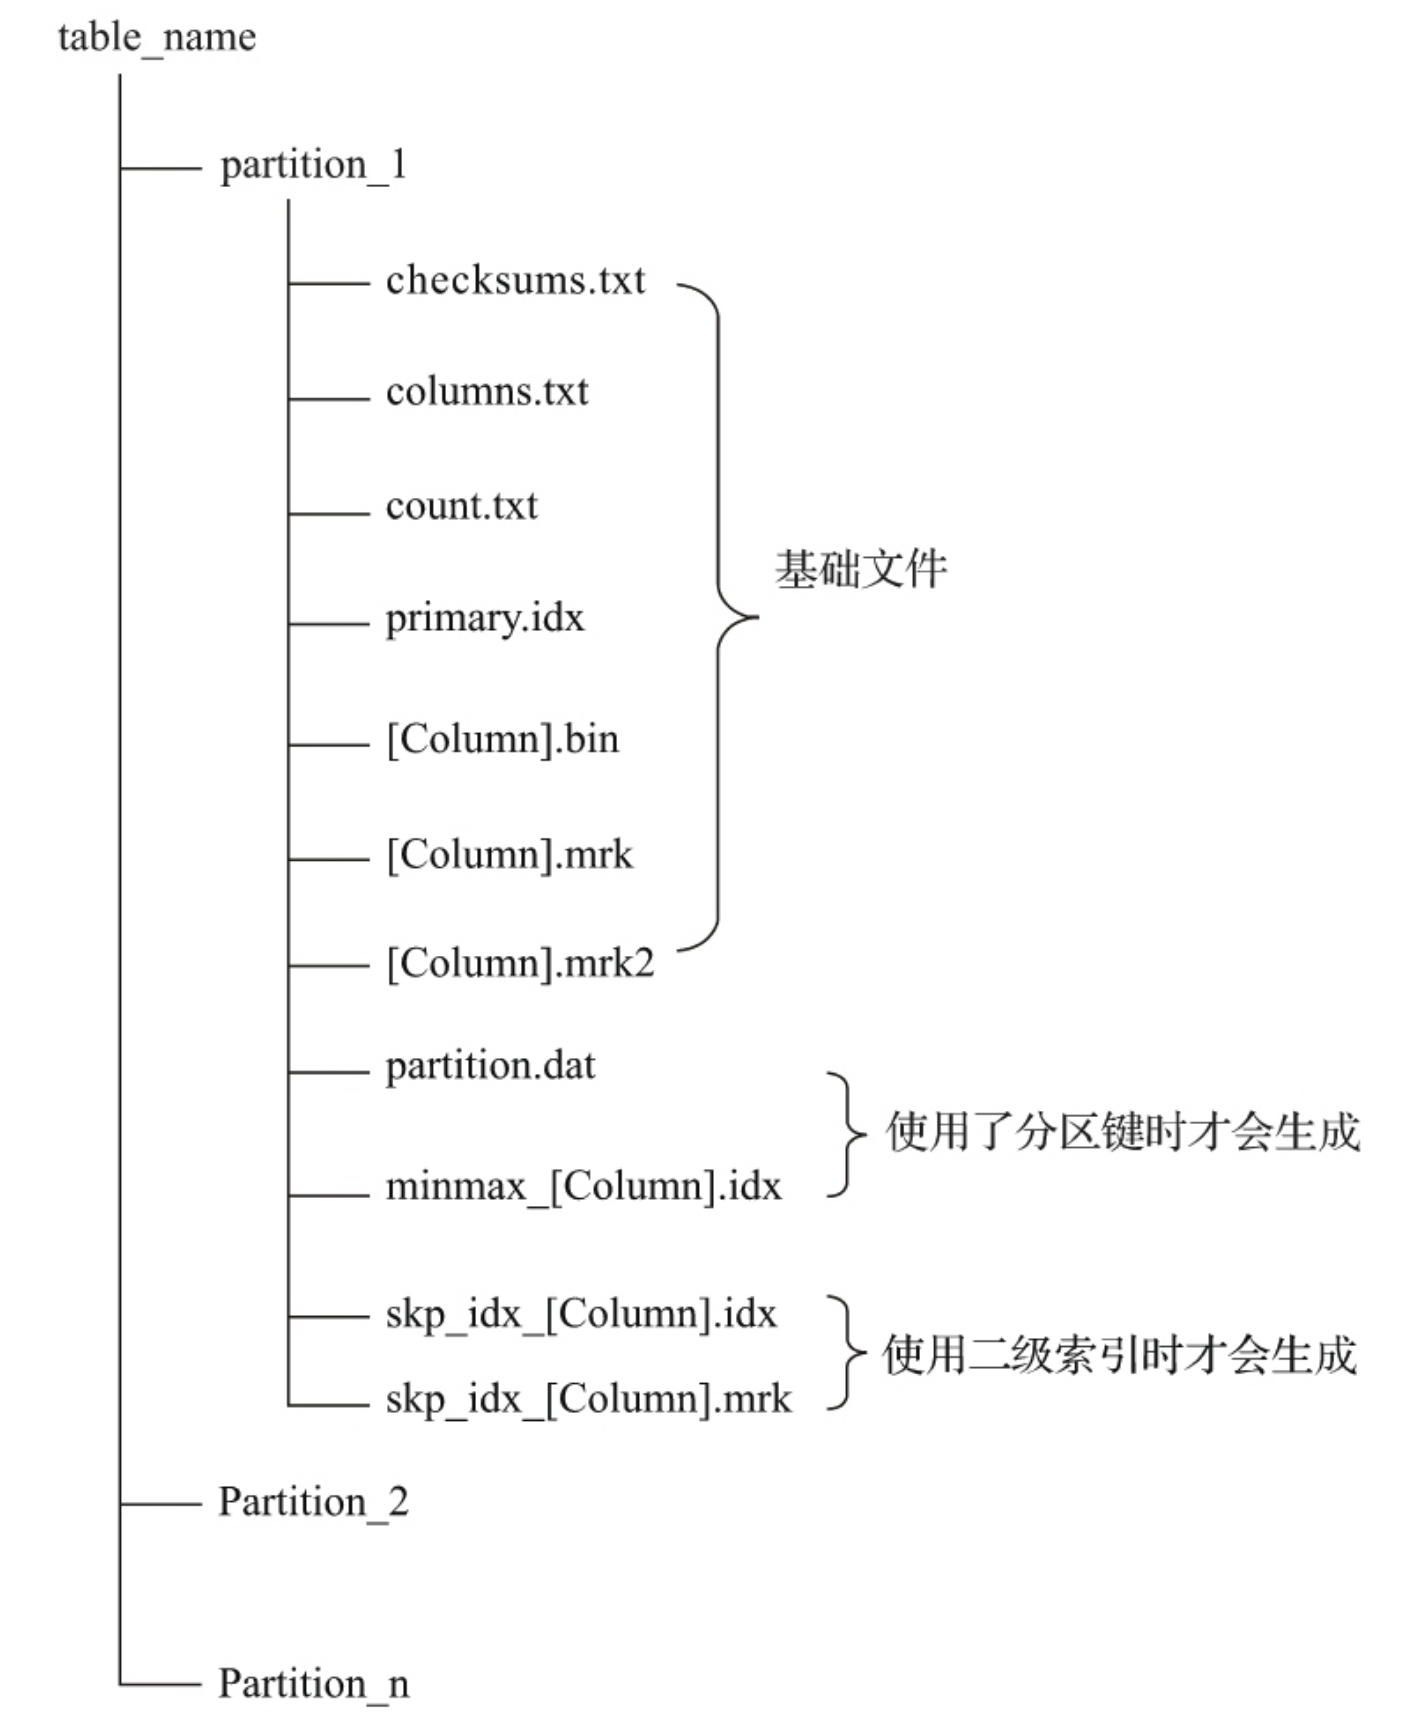 table_name
partition_1
checksums.txt
columns.txt
count.txt
基础文件
primary.idx
[Column].bin
[Column].mrk
[Column].mrk2
partition.dat
使用了分区键时才会生成
minmax_[Column].idx
skp_idx_[Column].idx
使用二级索引时才会生成
skp_idx_[Column].mrk
Partition_2
Partition_n